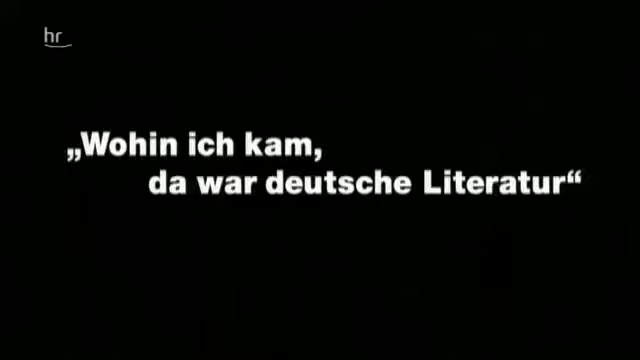 hr
„Wohin ich kam,
da war deutsche Literatur“